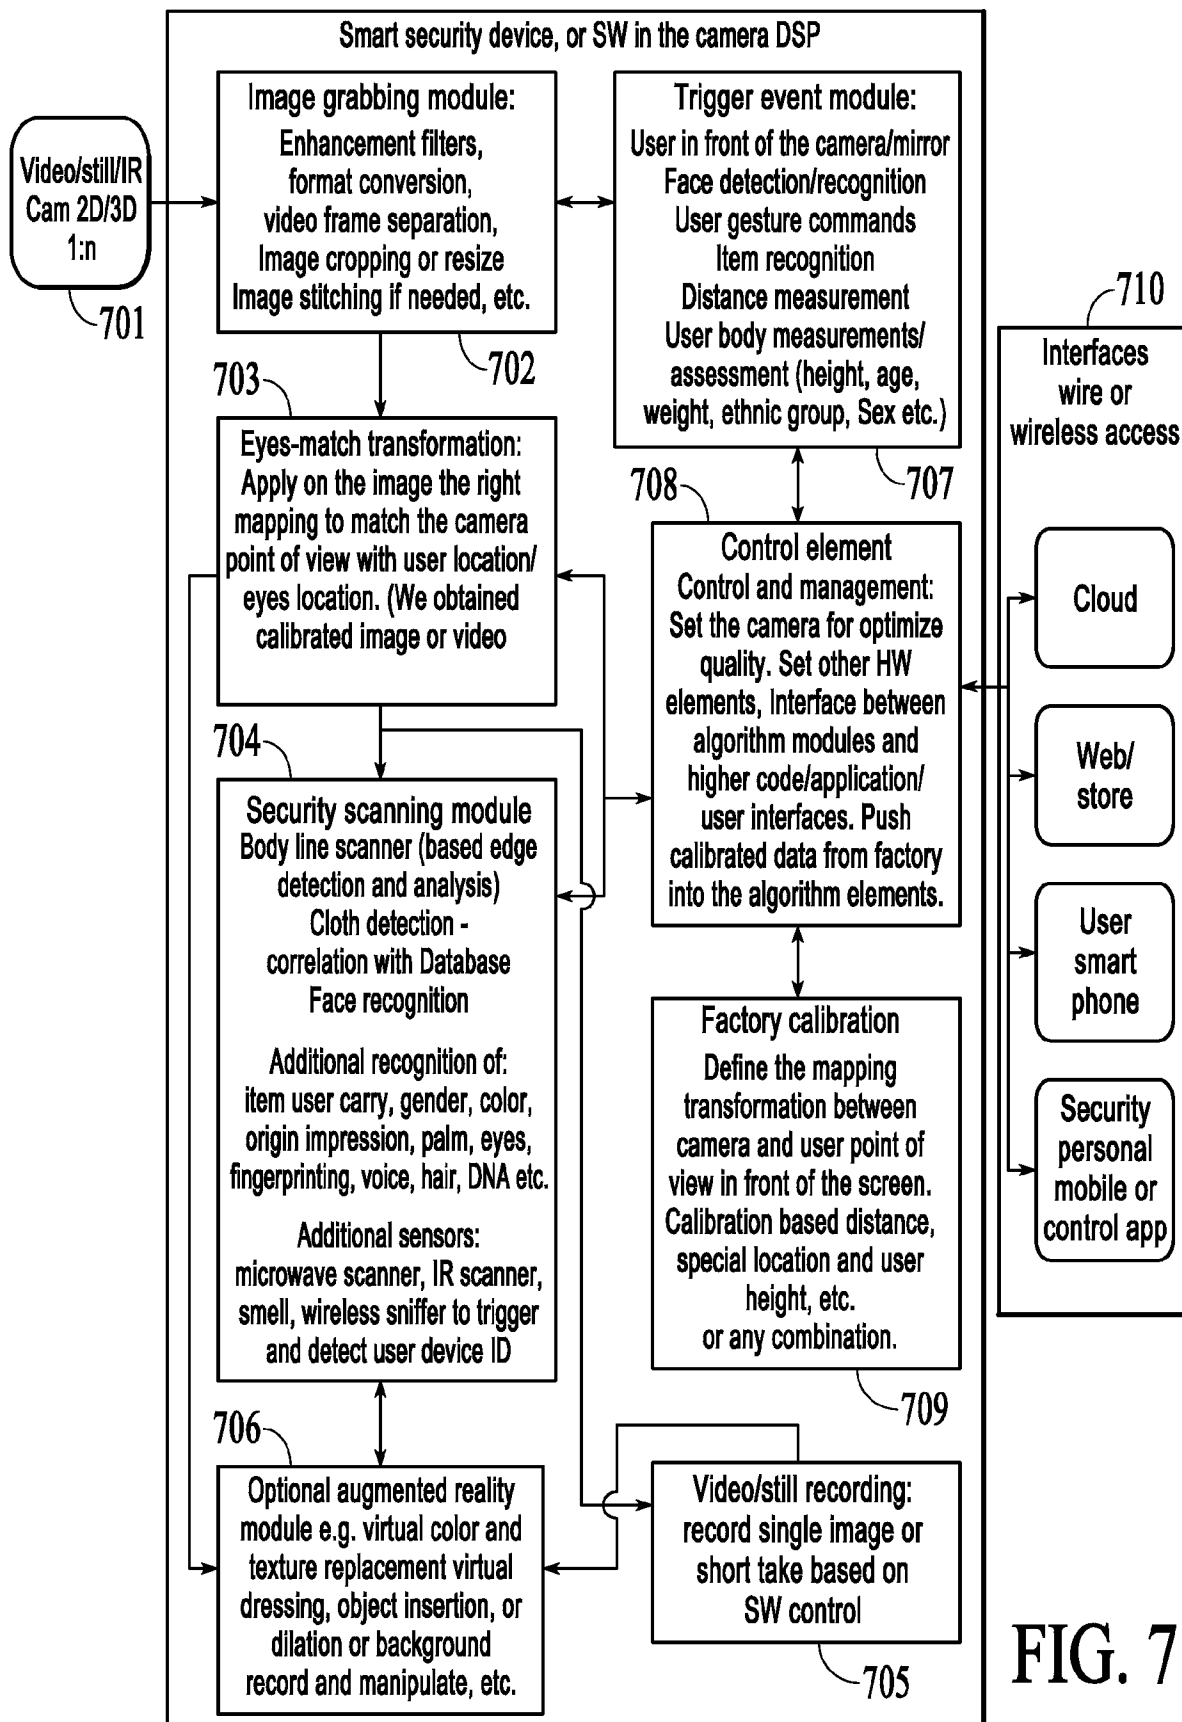 Smart security device, or SW in the camera DSP
Video/still/IR
Cam 2D/3D
1:n
701
Image grabbing module:
Enhancement filters,
format conversion,
video frame separation,
Image cropping or resize
Image stitching if needed, etc.
702
Trigger event module:
User in front of the camera/mirror
Face detection/recognition
User gesture commands
Item recognition
Distance measurement
User body measurements/
assessment (height, age,
weight, ethnic group, Sex etc.)
707
703
Eyes-match transformation:
Apply on the image the right
mapping to match the camera
point of view with user location/
eyes location. (We obtained
calibrated image or video
708
Control element
Control and management:
Set the camera for optimize
quality. Set other HW
elements, Interface between
algorithm modules and
higher code/application/
user interfaces. Push
calibrated data from factory
into the algorithm elements.
704
Security scanning module
Body line scanner (based edge
detection and analysis)
Cloth detection -
correlation with Database
Face recognition
Additional recognition of:
item user carry, gender, color,
origin impression, palm, eyes,
fingerprinting, voice, hair, DNA etc.
Additional sensors:
microwave scanner, IR scanner,
smell, wireless sniffer to trigger
and detect user device ID
Factory calibration
Define the mapping
transformation between
camera and user point of
view in front of the screen.
Calibration based distance,
special location and user
height, etc.
or any combination.
709
706
Optional augmented reality
module e.g. virtual color and
texture replacement virtual
dressing, object insertion, or
dilation or background
record and manipulate, etc.
Video/still recording:
record single image or
short take based on
SW control
705
710
Interfaces
wire or
wireless access
Cloud
Web/
store
User
smart
phone
Security
personal
mobile or
control app
FIG. 7